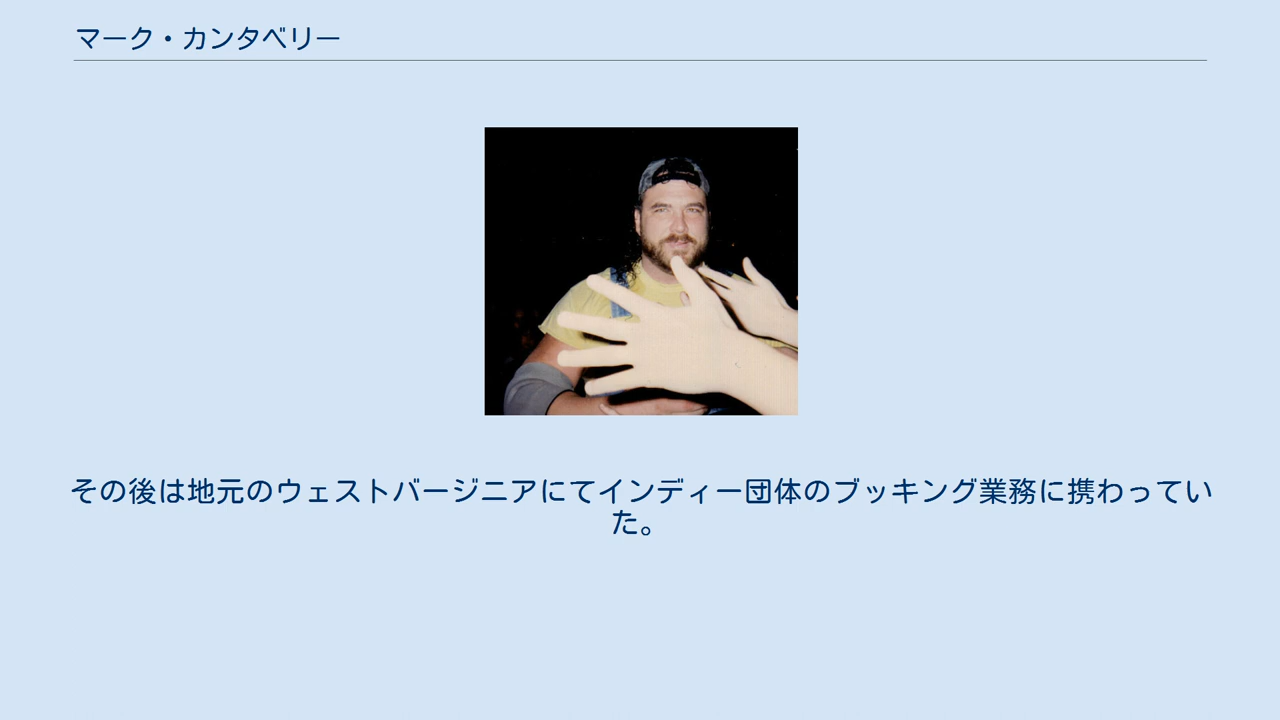 マーク・カンタベリー
その後は地元のウェストバージニアにてインディー団体のブッキング業務に携わってい
た。